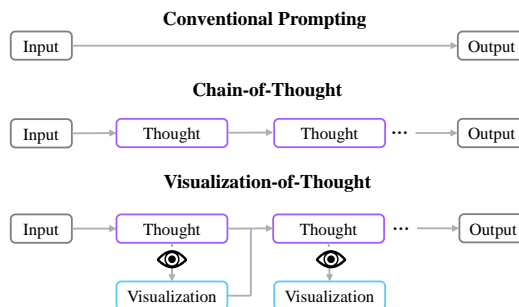 Conventional Prompting
Input Output
Chain-of-Thought
Input Thought Thought ... Output
Visualization-of-Thought
Input Thought Thought ... Output
Visualization Visualization